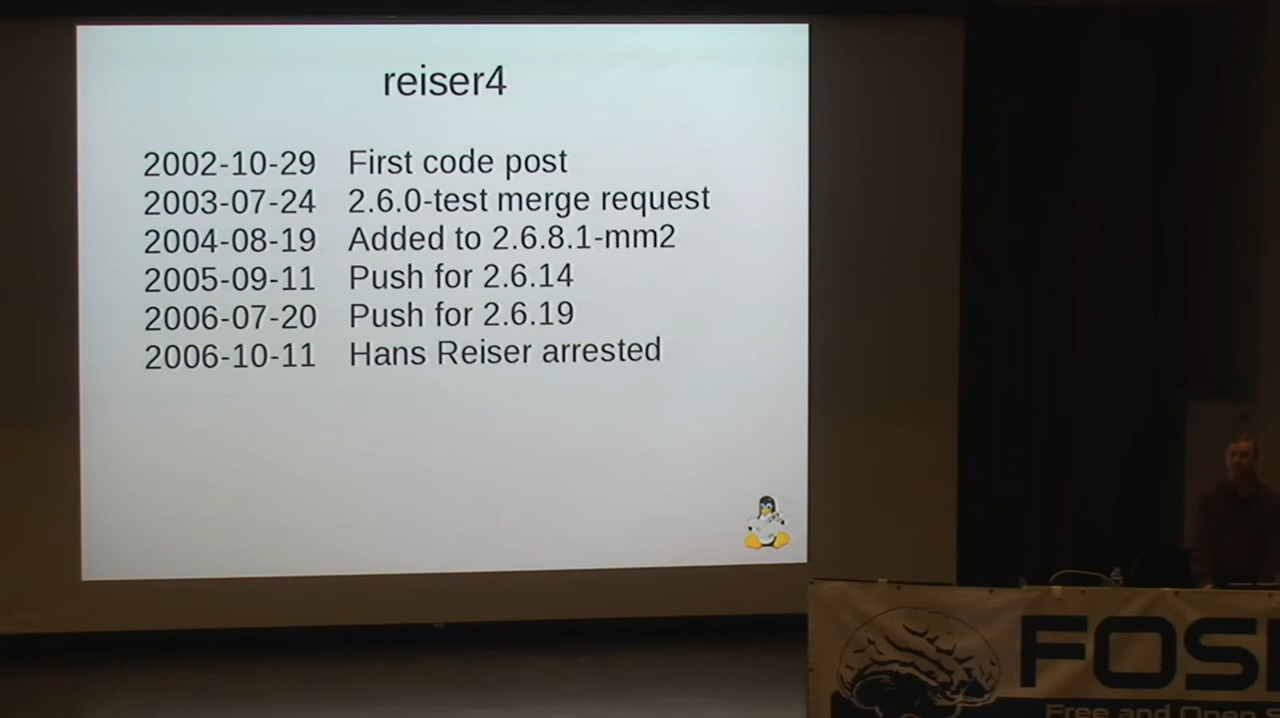 reiser4
2002-10-29 First code post
2003-07-24 2.6.0-test merge request
2004-08-19 Added to 2.6.8.1-mm2
2005-09-11 Push for 2.6.14
2006-07-20 Push for 2.6.19
2006-10-11 Hans Reiser arrested
FOS
Free and Open S